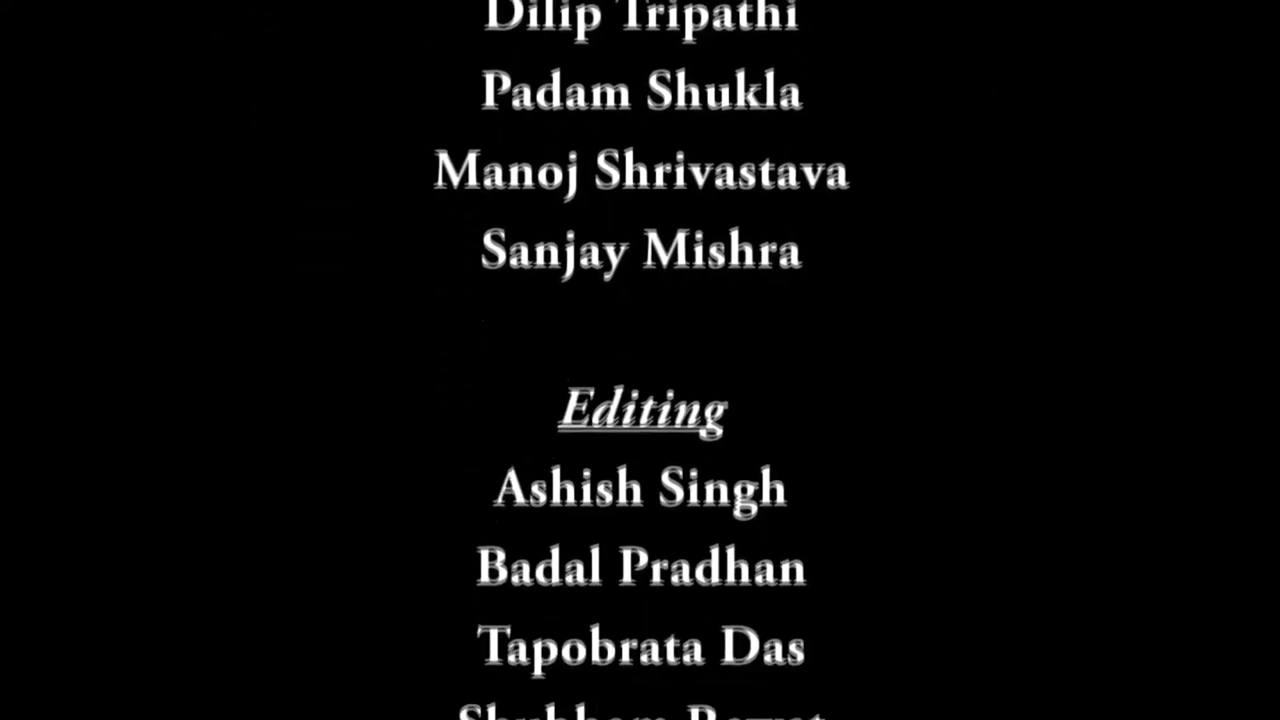 Dilip Tripathi
Padam Shukla
Manoj Shrivastava
Sanjay Mishra
Editing
Ashish Singh
Badal Pradhan
Tapobrata Das